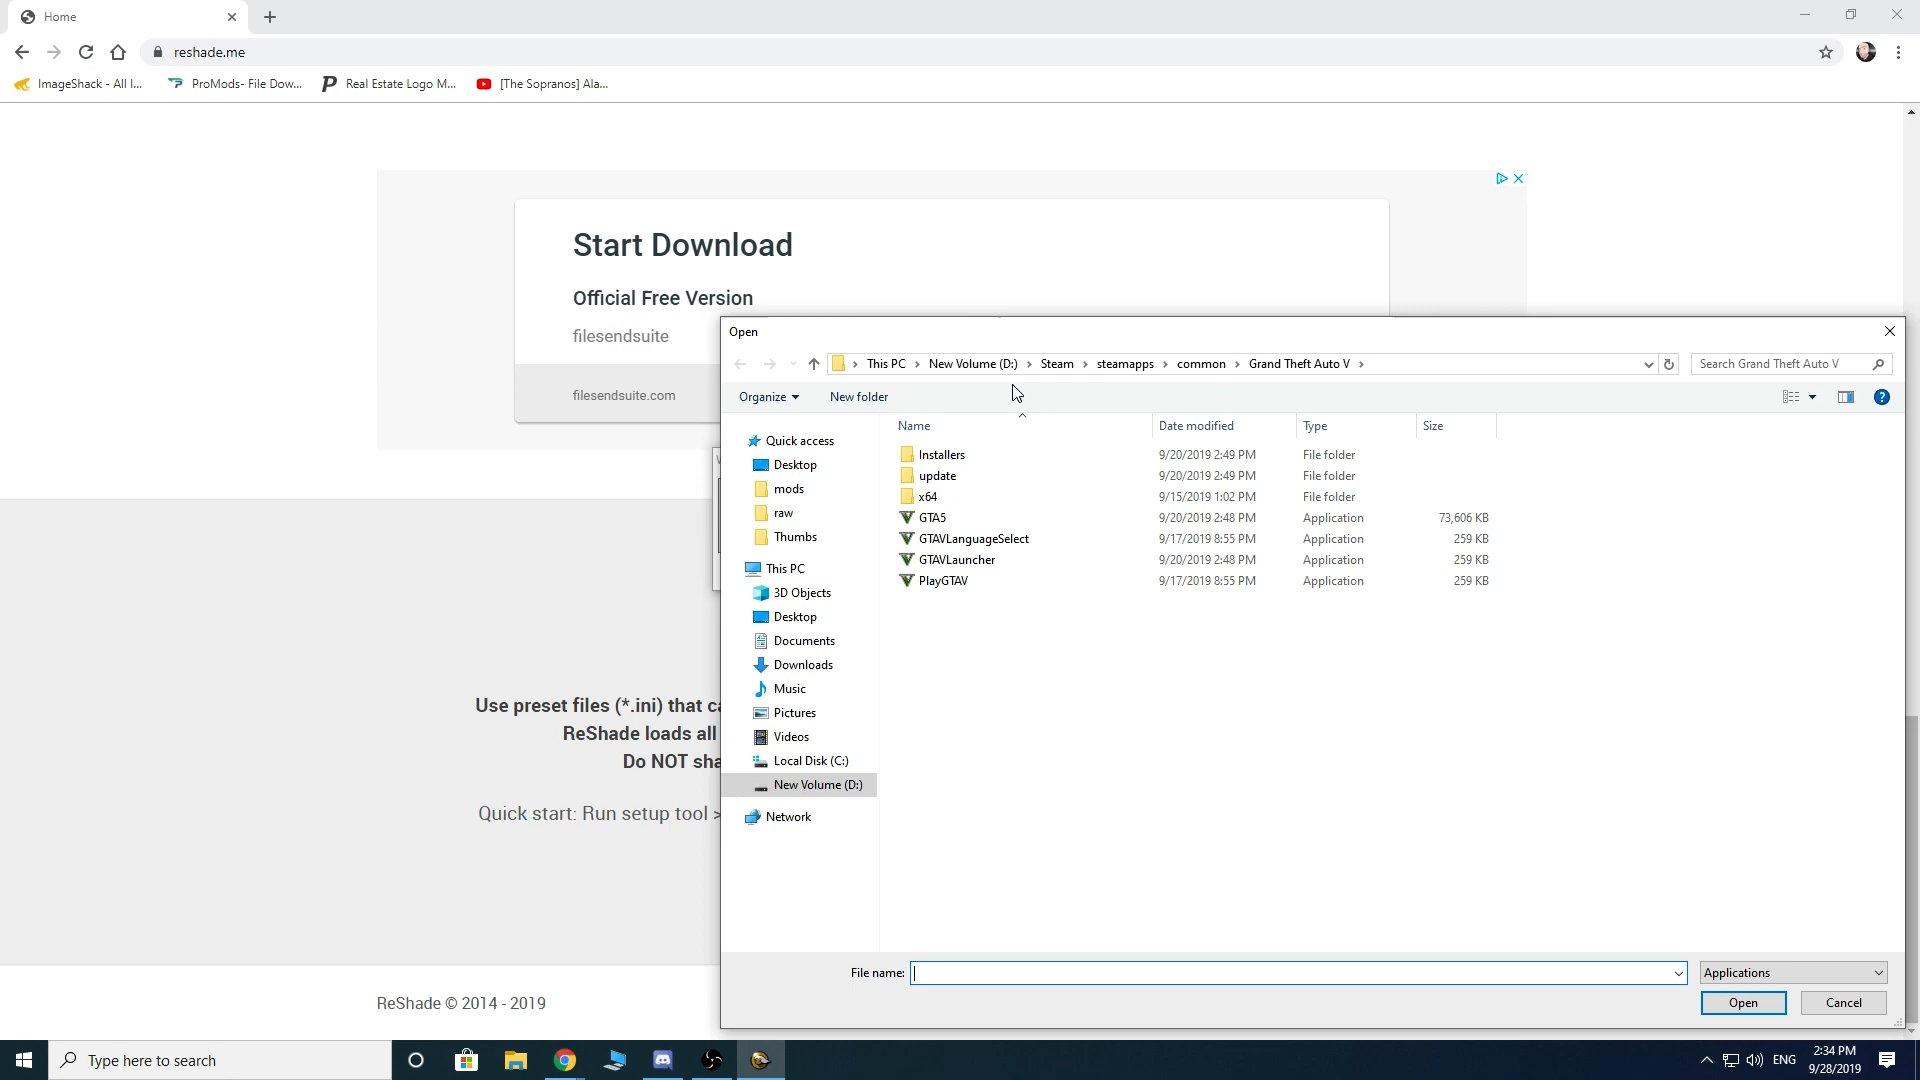 Home
reshade.me
ImageShack - All I...
ProMods- File Dow...
Real Estate Logo M...
[The Sopranos] Ala...
Start Download
Official Free Version
filesendsuite
filesendsuite.com
Open
This PC > New Volume (D:) > Steam > steamapps > common > Grand Theft Auto V >
Search Grand Theft Auto V
Organize
New folder
Name Date modified Type Size
Quick access
Desktop
mods
raw
Thumbs
This PC
3D Objects
Desktop
Documents
Downloads
Music
Pictures
Videos
Local Disk (C:)
New Volume (D:)
Network
Installers 9/20/2019 2:49 PM File folder
update 9/20/2019 2:49 PM File folder
x64 9/15/2019 1:02 PM File folder
GTA5 9/20/2019 2:48 PM Application 73,606 KB
GTAVLanguageSelect 9/17/2019 8:55 PM Application 259 KB
GTAVLauncher 9/20/2019 2:48 PM Application 259 KB
PlayGTAV 9/17/2019 8:55 PM Application 259 KB
File name:
Applications
Open
Cancel
Use preset files (*.ini) that ca
ReShade loads all
Do NOT sha
Quick start: Run setup tool >
ReShade © 2014 - 2019
Type here to search
ENG
2:34 PM
9/28/2019